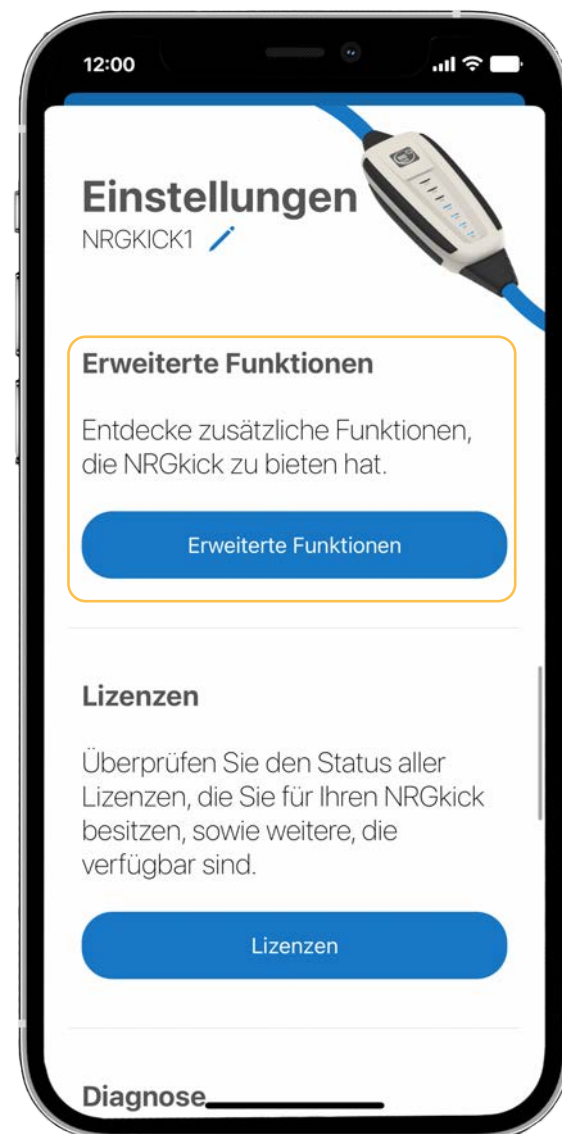 12:00
Einstellungen
NRGKICK1
Erweiterte Funktionen
Entdecke zusätzliche Funktionen,
die NRGkick zu bieten hat.
Erweiterte Funktionen
Lizenzen
Überprüfen Sie den Status aller
Lizenzen, die Sie für Ihren NRGkick
besitzen, sowie weitere, die
verfügbar sind.
Lizenzen
Diagnose